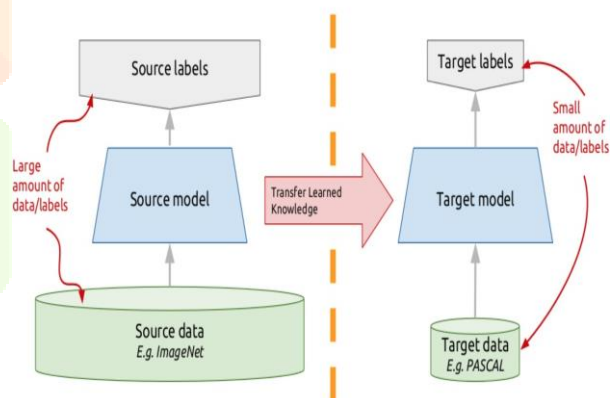 Source labels
Large
amount of
data/labels
Source model
Source data
E.g. ImageNet
Transfer Learned
Knowledge
Target labels
Small
amount of
data/labels
Target model
Target data
E.g. PASCAL